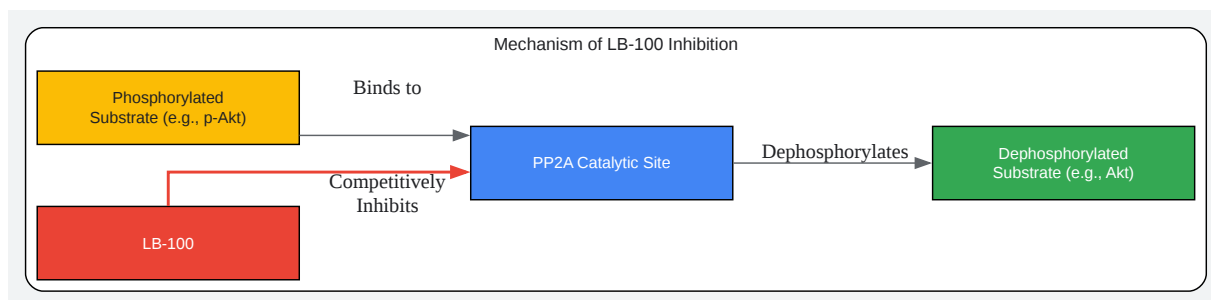 Mechanism of LB-100 Inhibition
Phosphorylated
Substrate (e.g., p-Akt)
Binds to
PP2A Catalytic Site
Dephosphorylates
Dephosphorylated
Substrate (e.g., Akt)
Competitively
Inhibits
LB-100